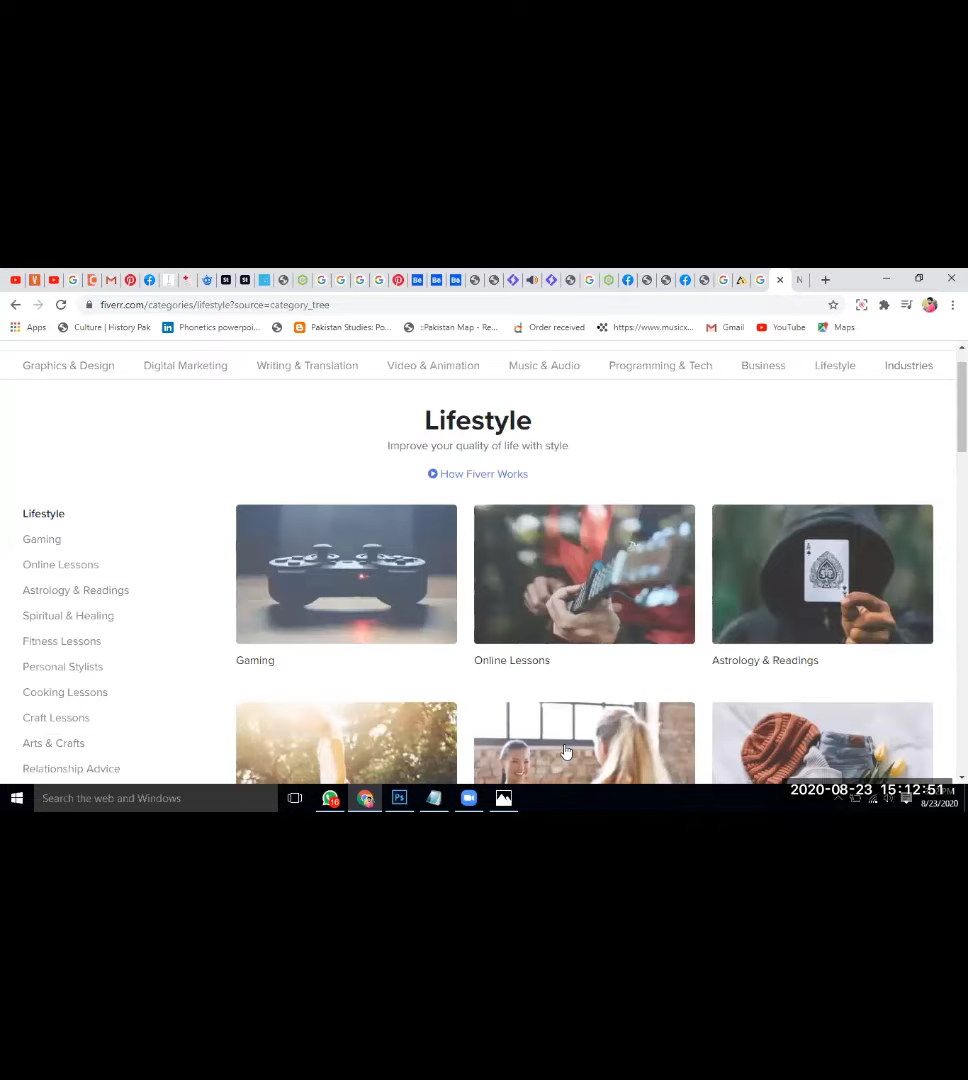 fiverr.com/categories/lifestyle?source=category_tree
Apps Culture | History Pak Phonetics powerpoi... Pakistan Studies: Po... ::Pakistan Map - Re... Order received https://www.musicx... Gmail YouTube Maps
Graphics & Design Digital Marketing Writing & Translation Video & Animation Music & Audio Programming & Tech Business Lifestyle Industries
Lifestyle
Improve your quality of life with style
How Fiverr Works
Lifestyle
Gaming
Online Lessons
Astrology & Readings
Spiritual & Healing
Fitness Lessons
Personal Stylists
Cooking Lessons
Craft Lessons
Arts & Crafts
Relationship Advice
Gaming
Online Lessons
Astrology & Readings
Search the web and Windows
2020-08-23 15:12:51
8/23/2020